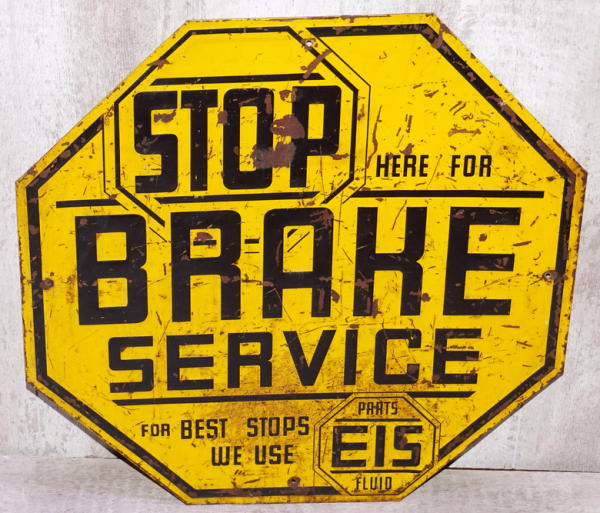 STOP
HERE FOR
BRAKE
SERVICE
FOR BEST STOPS
WE USE
PARTS
EIS
FLUID